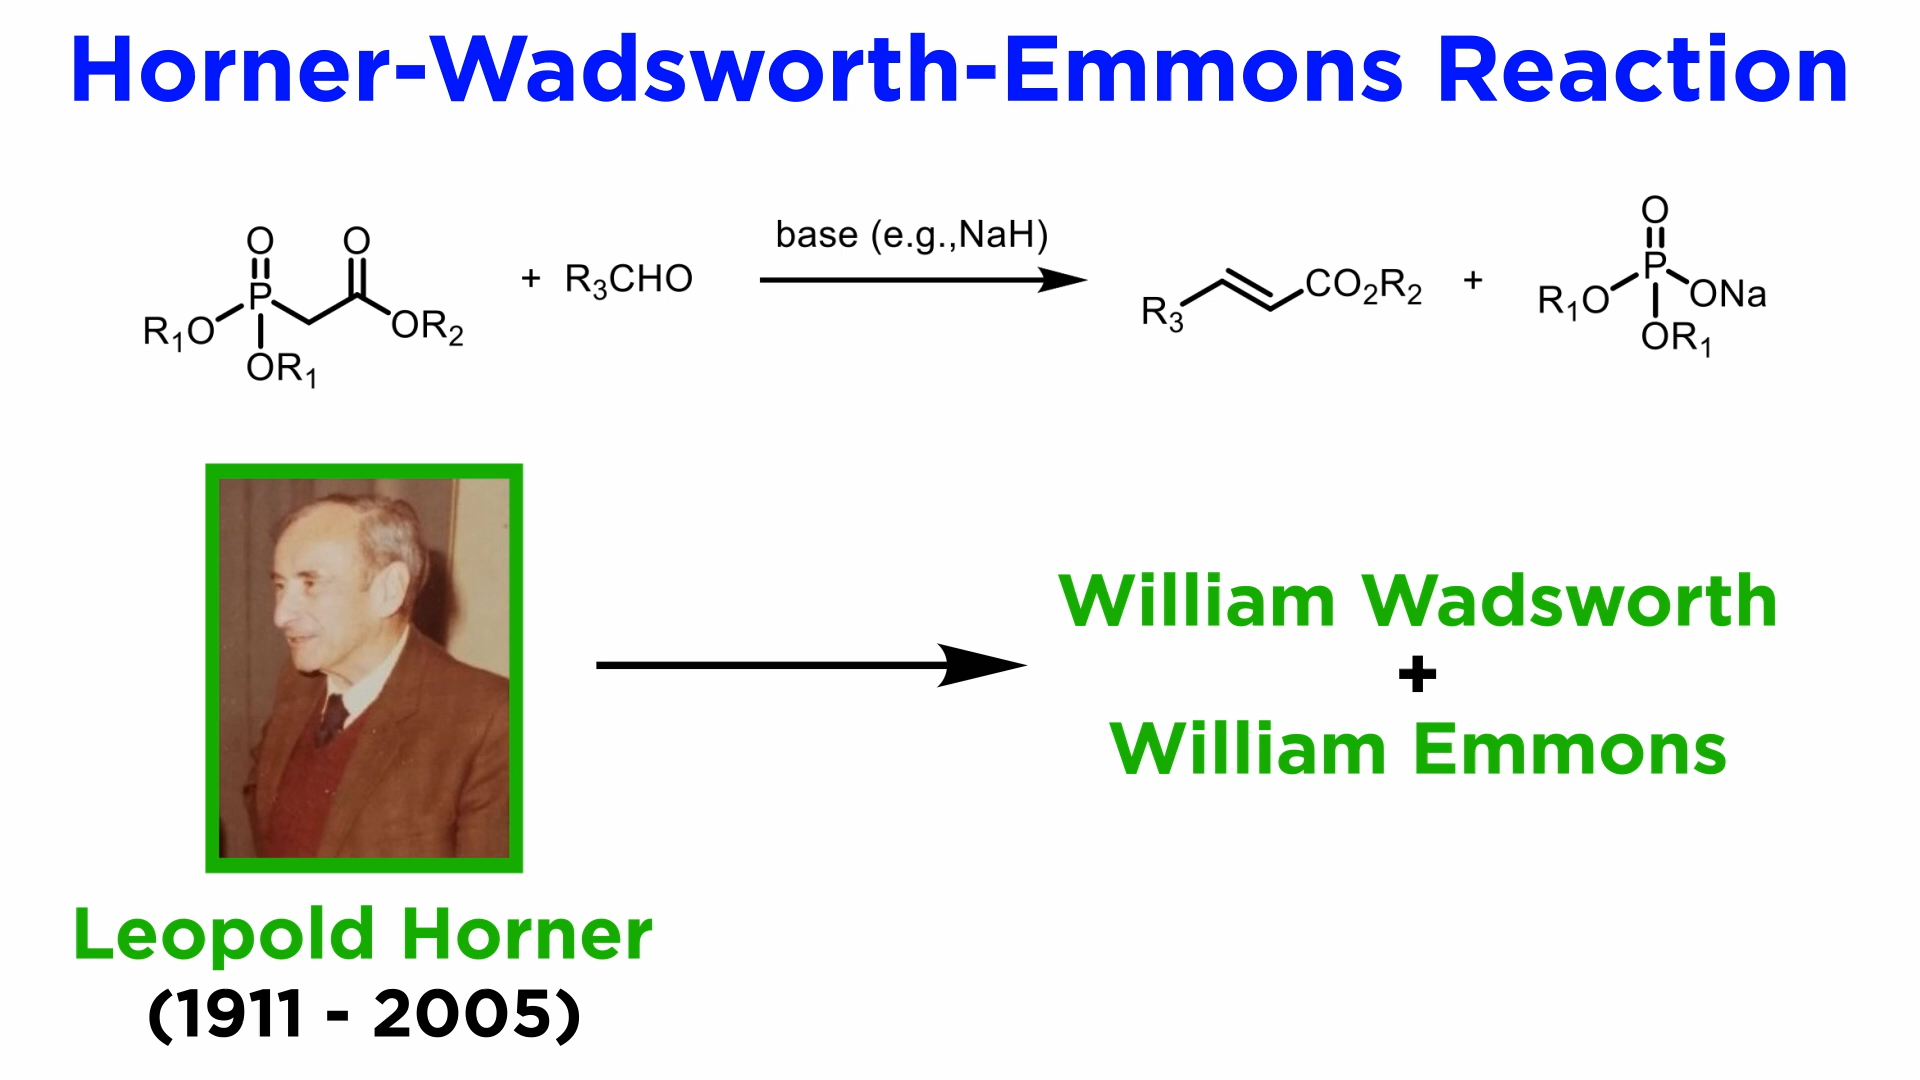 Horner-Wadsworth-Emmons Reaction
O O
P
R₁O OR₂
OR₁
+ R₃CHO
base (e.g.,NaH)
R₃ CO₂R₂
+
O
P
R₁O ONa
OR₁
William Wadsworth
+
William Emmons
Leopold Horner
(1911 - 2005)